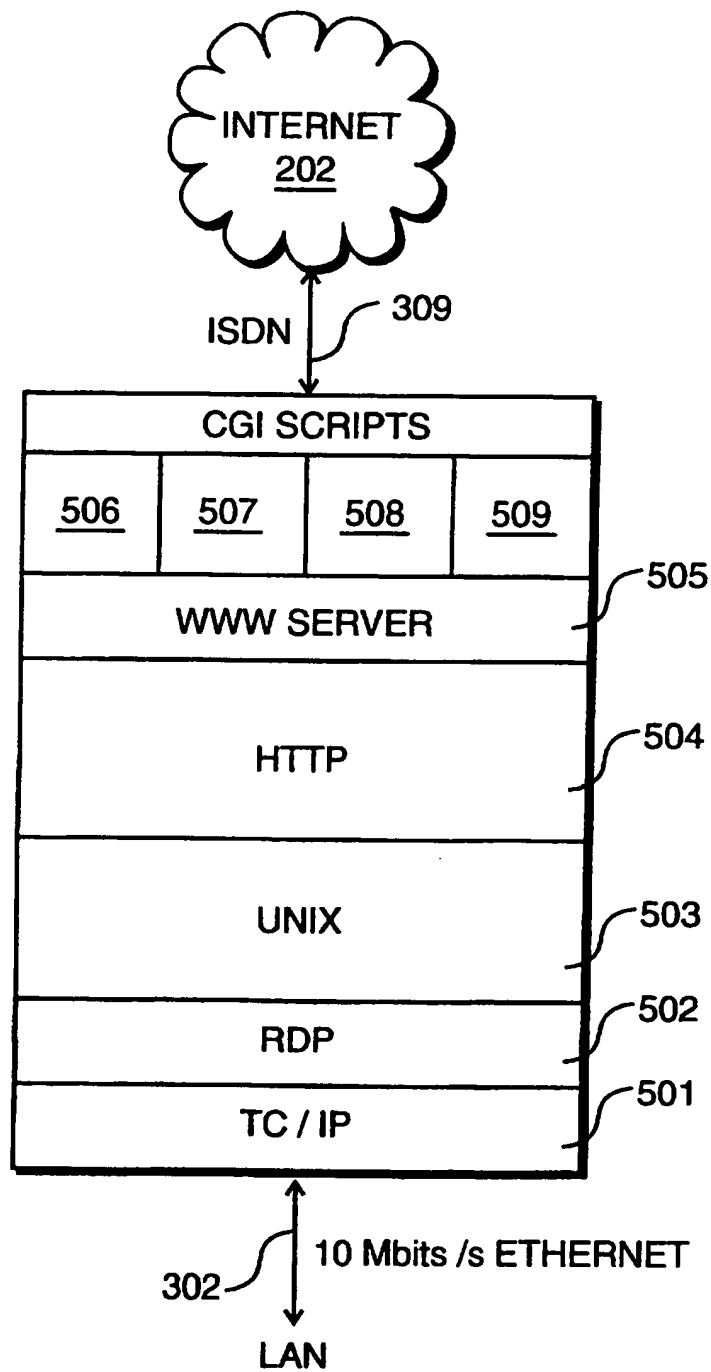 INTERNET
202
ISDN
309
CGI SCRIPTS
506 507 508 509
505
WWW SERVER
504
HTTP
503
UNIX
502
RDP
501
TC / IP
302
10 Mbits /s ETHERNET
LAN